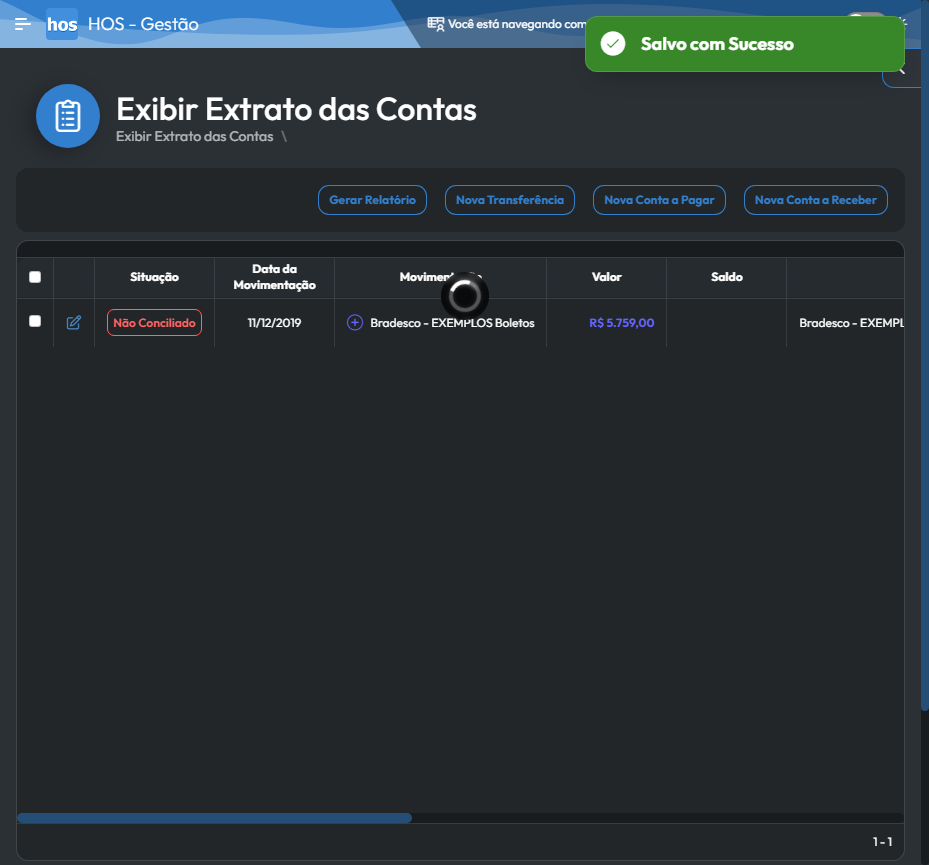 hos HOS - Gestão
Você está navegando com
Salvo com Sucesso
Exibir Extrato das Contas
Exibir Extrato das Contas \
Gerar Relatório
Nova Transferência
Nova Conta a Pagar
Nova Conta a Receber
Situação
Data da
Movimentação
Valor
Saldo
Não Conciliado
11/12/2019
Bradesco - EXEMPLOS Boletos
R$ 5.759,00
Bradesco - EXEMPL
1 - 1